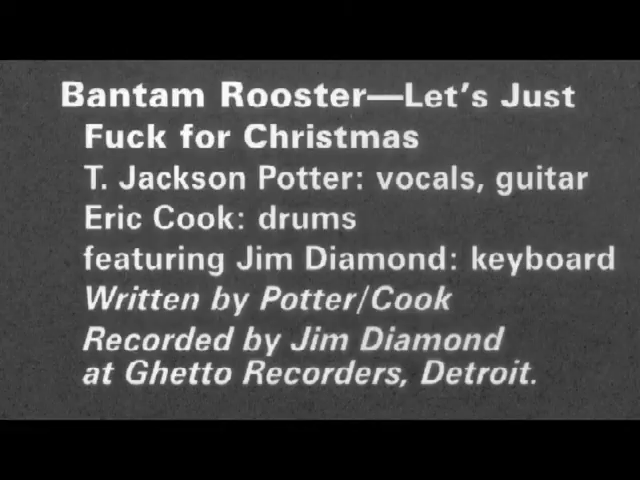 Bantam Rooster—Let's Just
Fuck for Christmas
T. Jackson Potter: vocals, guitar
Eric Cook: drums
featuring Jim Diamond: keyboard
Written by Potter/Cook
Recorded by Jim Diamond
at Ghetto Recorders, Detroit.